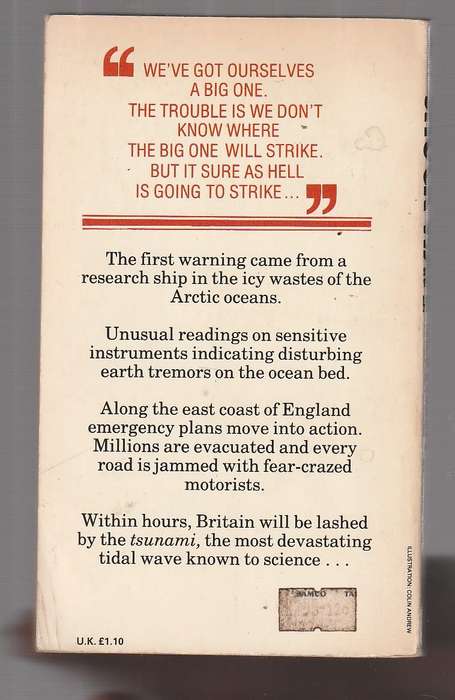 “ WE'VE GOT OURSELVES
A BIG ONE.
THE TROUBLE IS WE DON'T
KNOW WHERE
THE BIG ONE WILL STRIKE.
BUT IT SURE AS HELL
IS GOING TO STRIKE... ”
The first warning came from a
research ship in the icy wastes of the
Arctic oceans.
Unusual readings on sensitive
instruments indicating disturbing
earth tremors on the ocean bed.
Along the east coast of England
emergency plans move into action.
Millions are evacuated and every
road is jammed with fear-crazed
motorists.
Within hours, Britain will be lashed
by the tsunami, the most devastating
tidal wave known to science . . .
U.K. £1.10
ILLUSTRATION: COLIN ANDREW